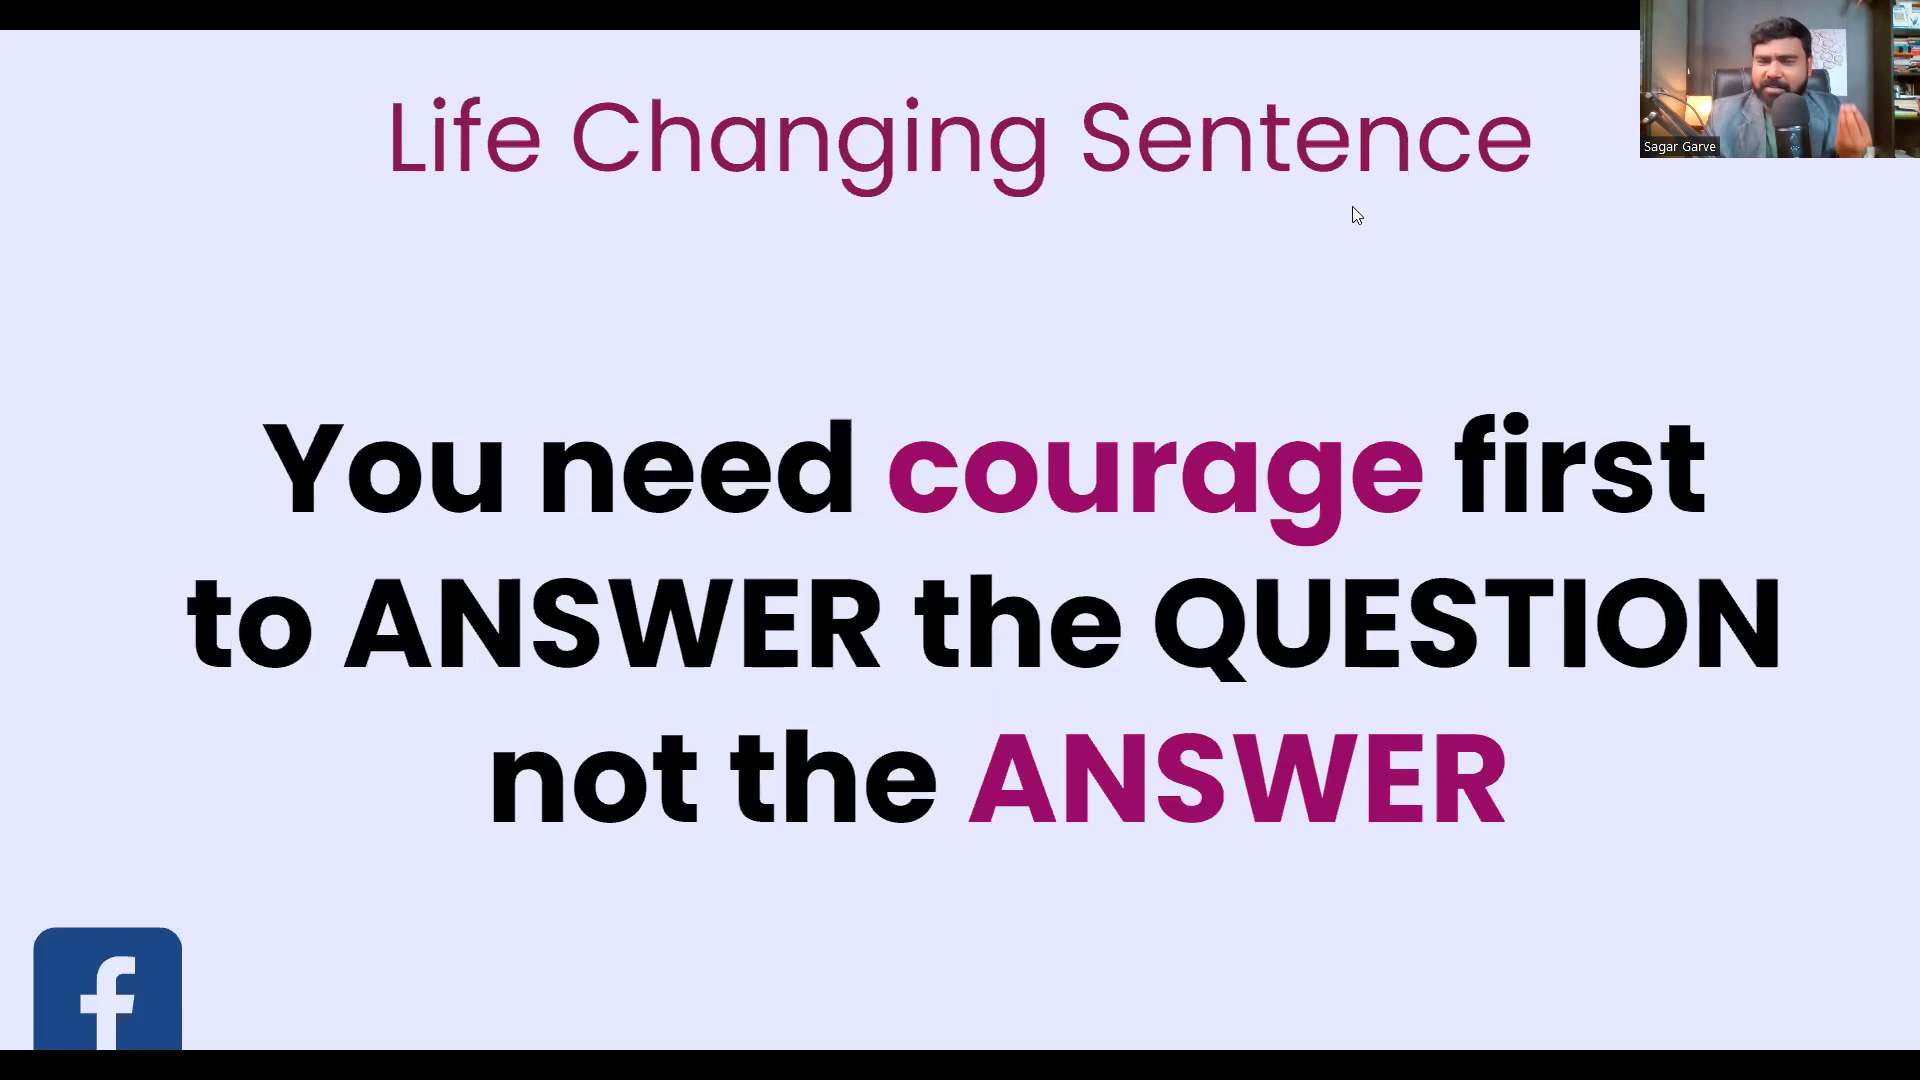 Life Changing Sentence
Sagar Garve
You need courage first
to ANSWER the QUESTION
not the ANSWER
f